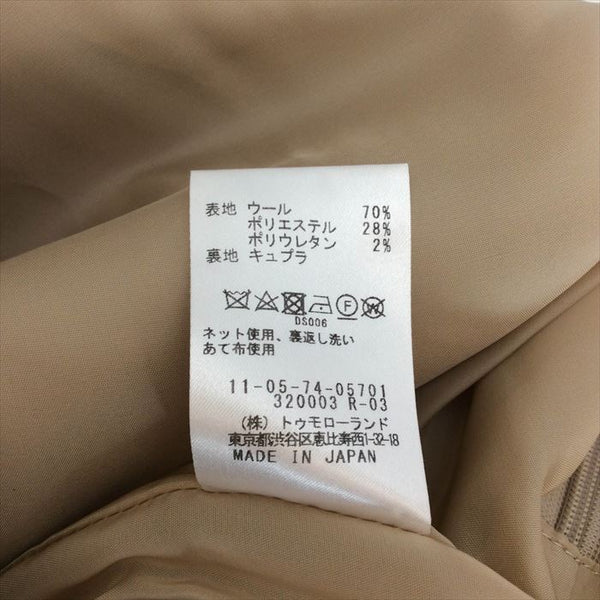 表地 ウール 70%
ポリエステル 28%
ポリウレタン 2%
裏地 キュプラ
DS006
ネット使用、裏返し洗い
あて布使用
11-05-74-05701
320003 R-03
(株) トゥモローランド
東京都渋谷区恵比寿西1-32-18
MADE IN JAPAN